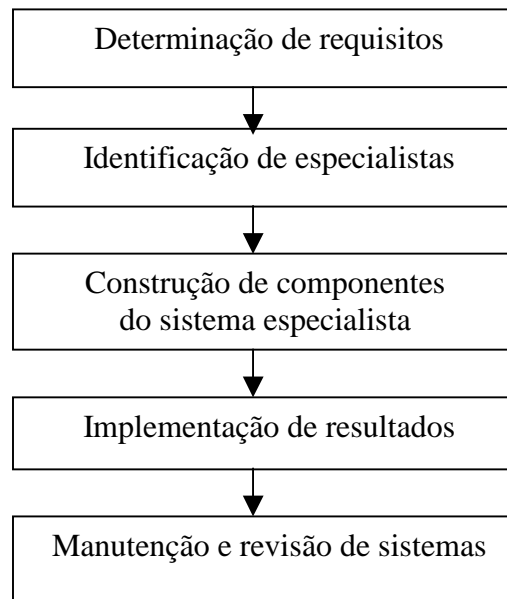 Determinação de requisitos
Identificação de especialistas
Construção de componentes
do sistema especialista
Implementação de resultados
Manutenção e revisão de sistemas